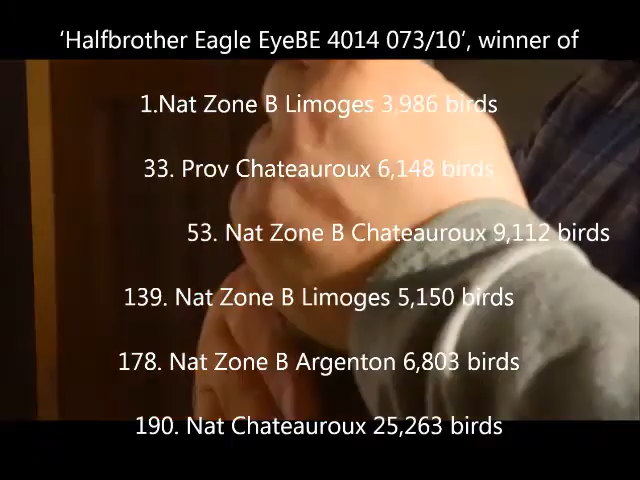 ‘Halfbrother Eagle EyeBE 4014 073/10’, winner of
1.Nat Zone B Limoges 3,986 birds
33. Prov Chateauroux 6,148 birds
53. Nat Zone B Chateauroux 9,112 birds
139. Nat Zone B Limoges 5,150 birds
178. Nat Zone B Argenton 6,803 birds
190. Nat Chateauroux 25,263 birds